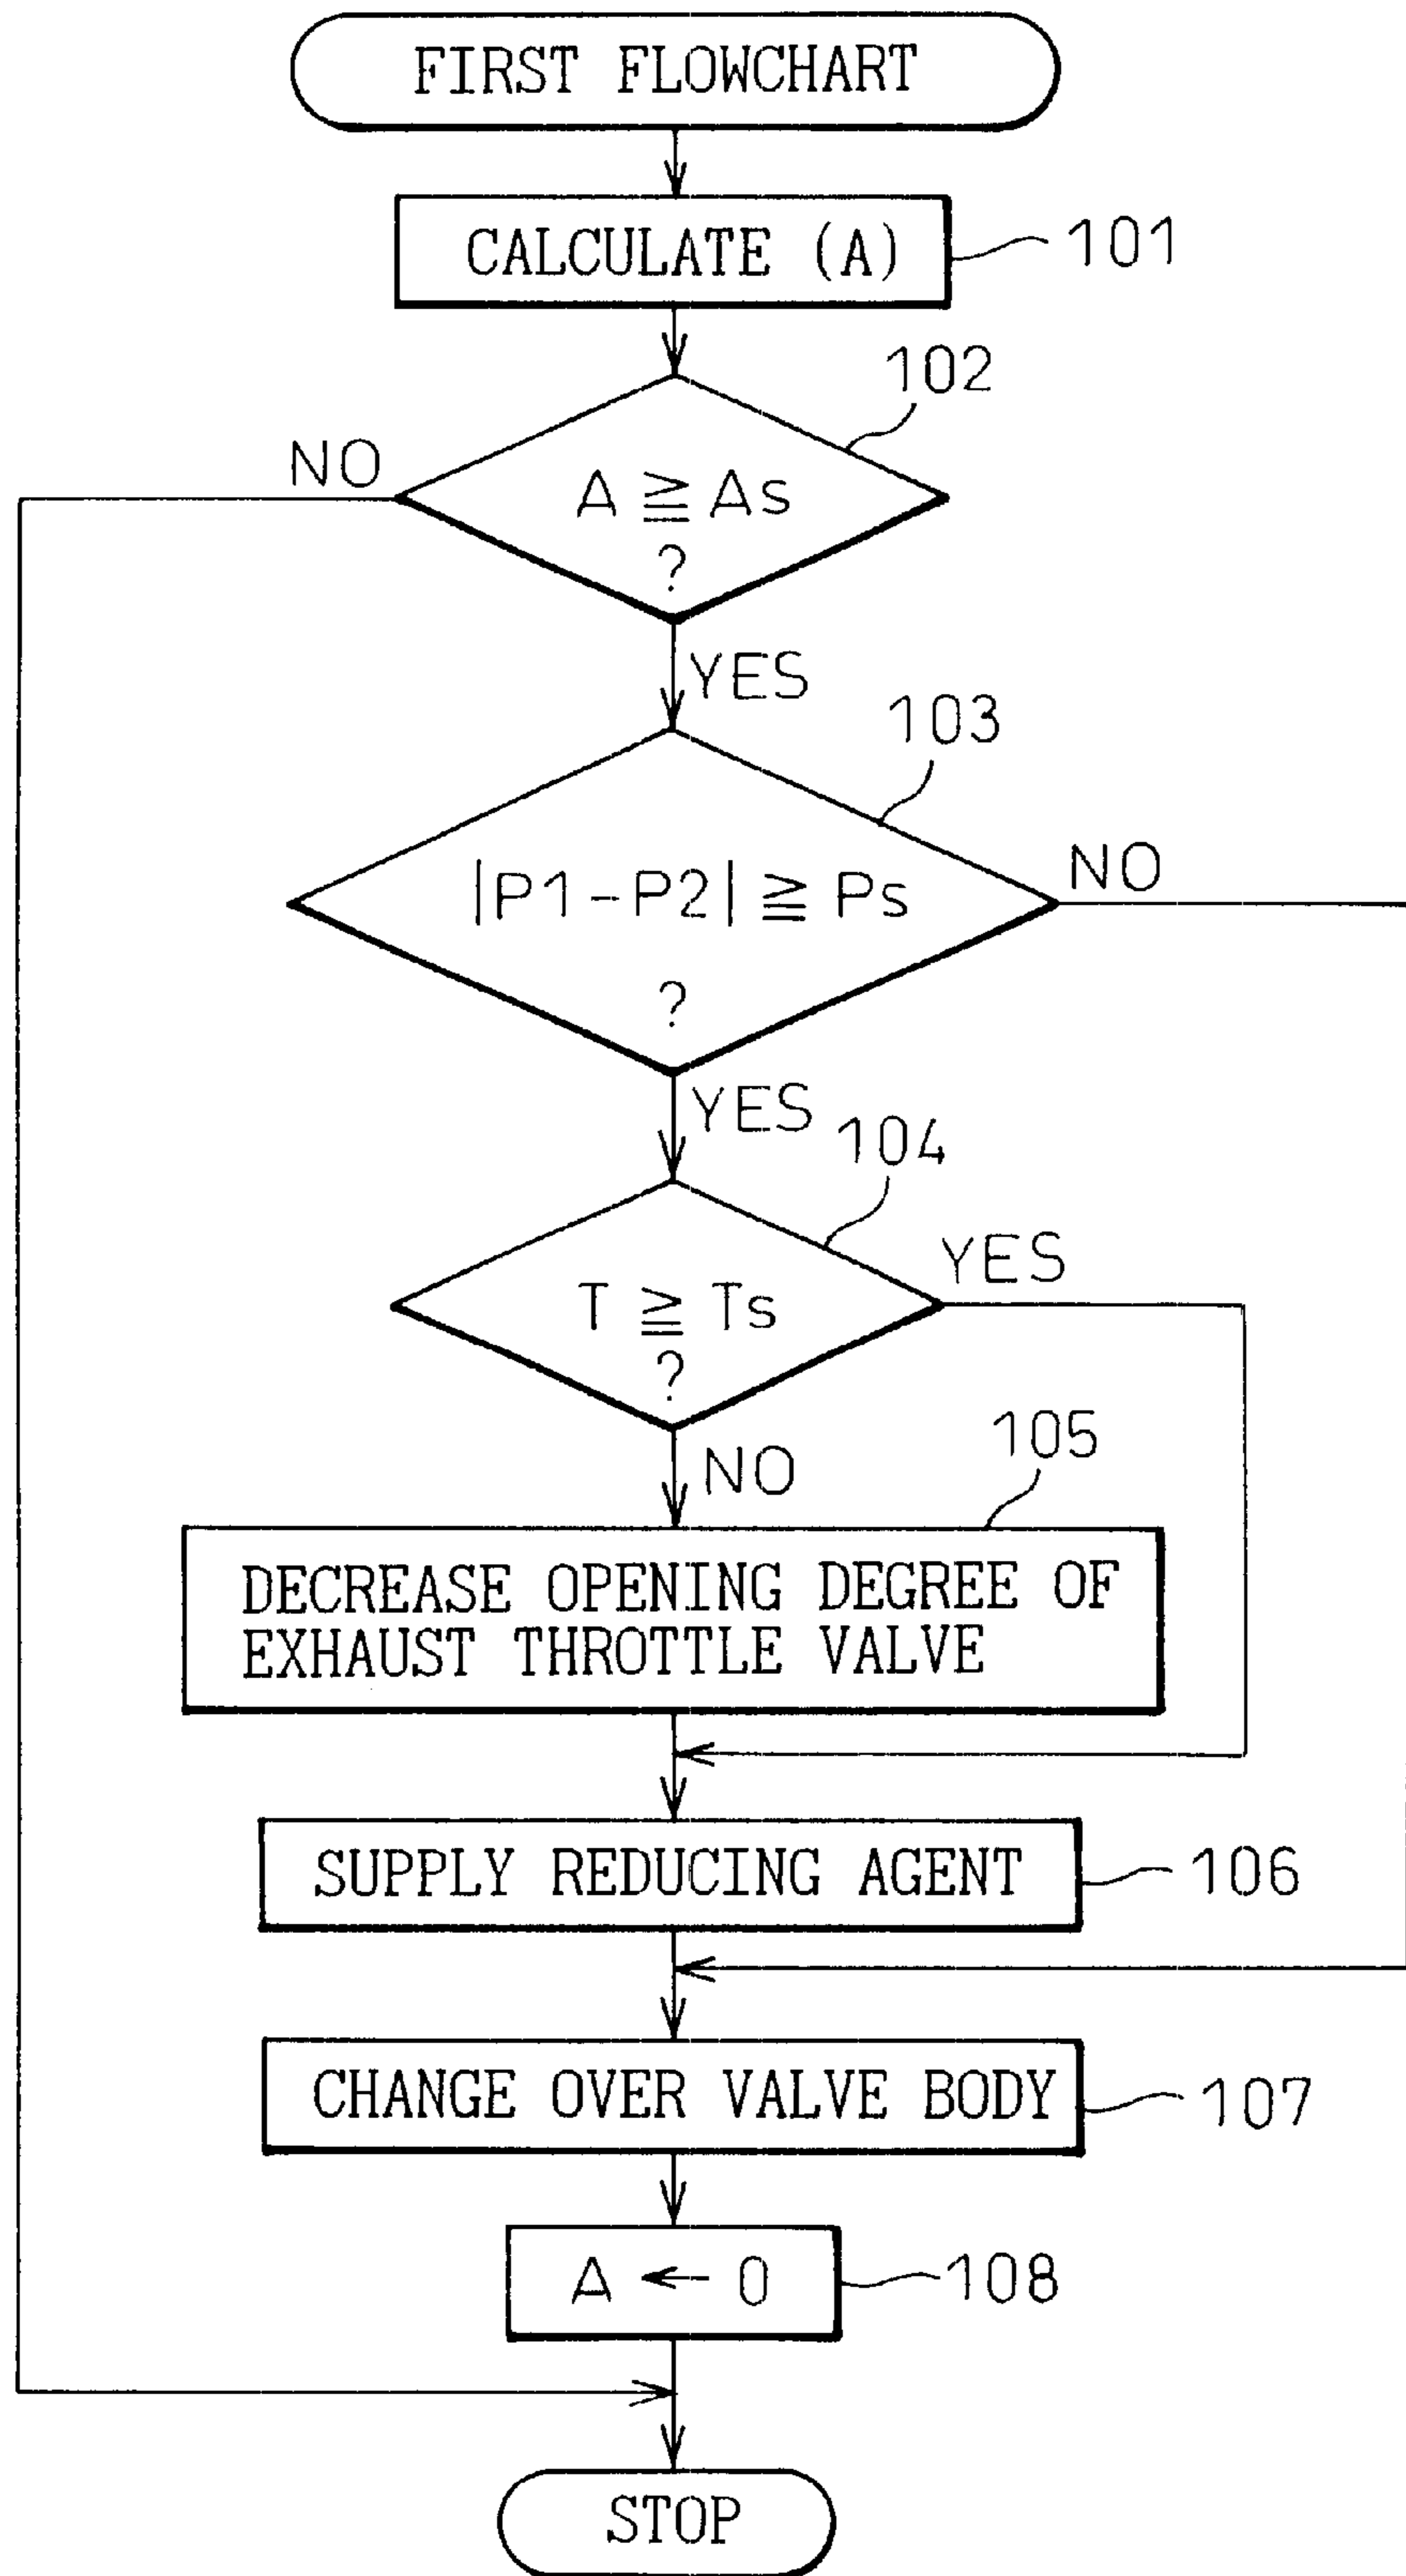 FIRST FLOWCHART
CALCULATE (A)
101
102
NO
A ≧ As
?
YES
103
|P1-P2| ≧ Ps
NO
?
YES
104
YES
T ≧ Ts
?
NO
105
DECREASE OPENING DEGREE OF
EXHAUST THROTTLE VALVE
SUPPLY REDUCING AGENT
106
CHANGE OVER VALVE BODY
107
A ← 0
108
STOP